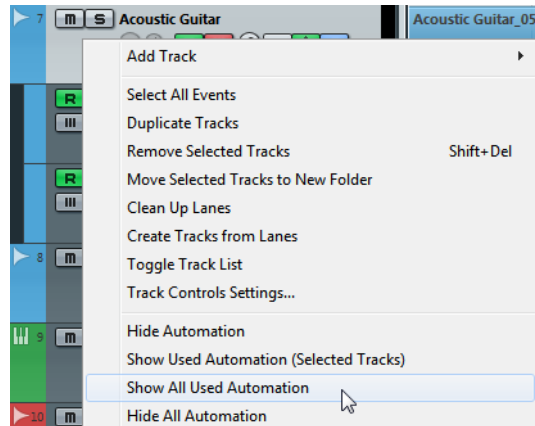 7 m S Acoustic Guitar Acoustic Guitar_05
Add Track
R Select All Events
Duplicate Tracks
Remove Selected Tracks Shift+Del
R Move Selected Tracks to New Folder
Clean Up Lanes
Create Tracks from Lanes
8 m Toggle Track List
Track Controls Settings...
9 m Hide Automation
Show Used Automation (Selected Tracks)
Show All Used Automation
10 m Hide All Automation